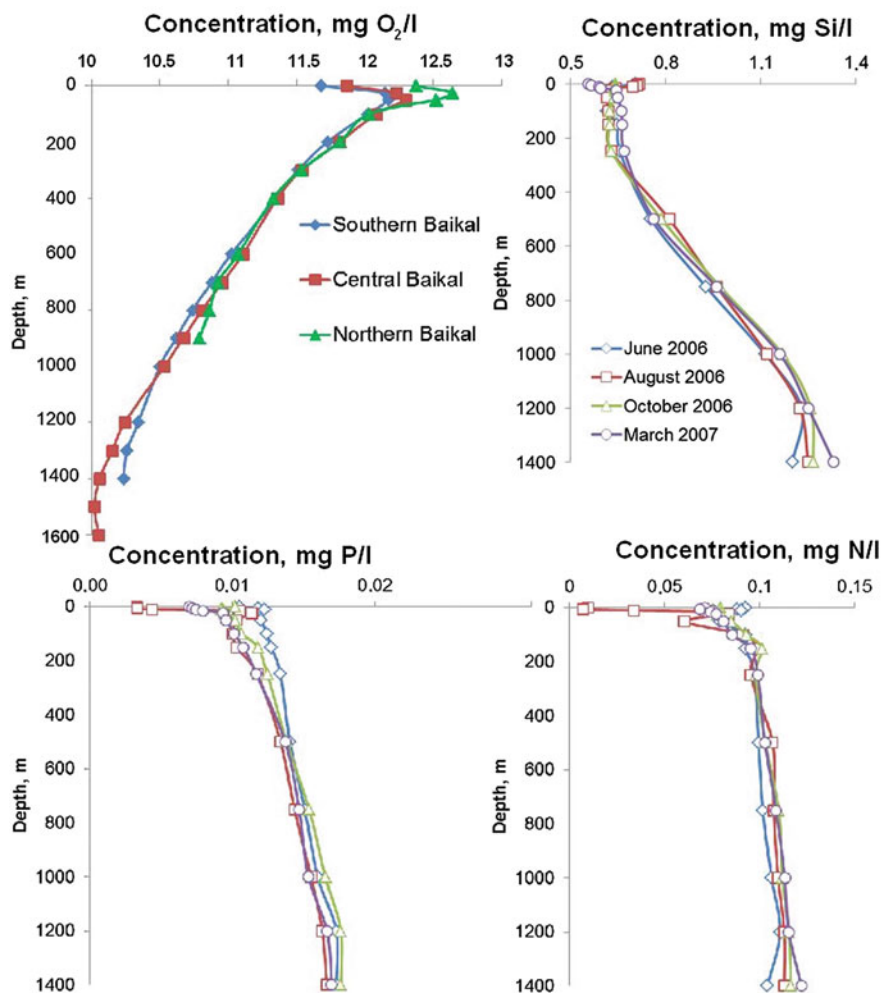 Concentration, mg O₂/l
10 10.5 11 11.5 12 12.5 13
0
200
400
600
800
1000
1200
1400
1600
Depth, m
Southern Baikal
Central Baikal
Northern Baikal
Concentration, mg Si/l
0.5 0.8 1.1 1.4
0
200
400
600
800
1000
1200
1400
Depth, m
June 2006
August 2006
October 2006
March 2007
Concentration, mg P/l
0.00 0.01 0.02
0
200
400
600
800
1000
1200
1400
Depth, m
Concentration, mg N/l
0 0.05 0.1 0.15
0
200
400
600
800
1000
1200
1400
Depth, m